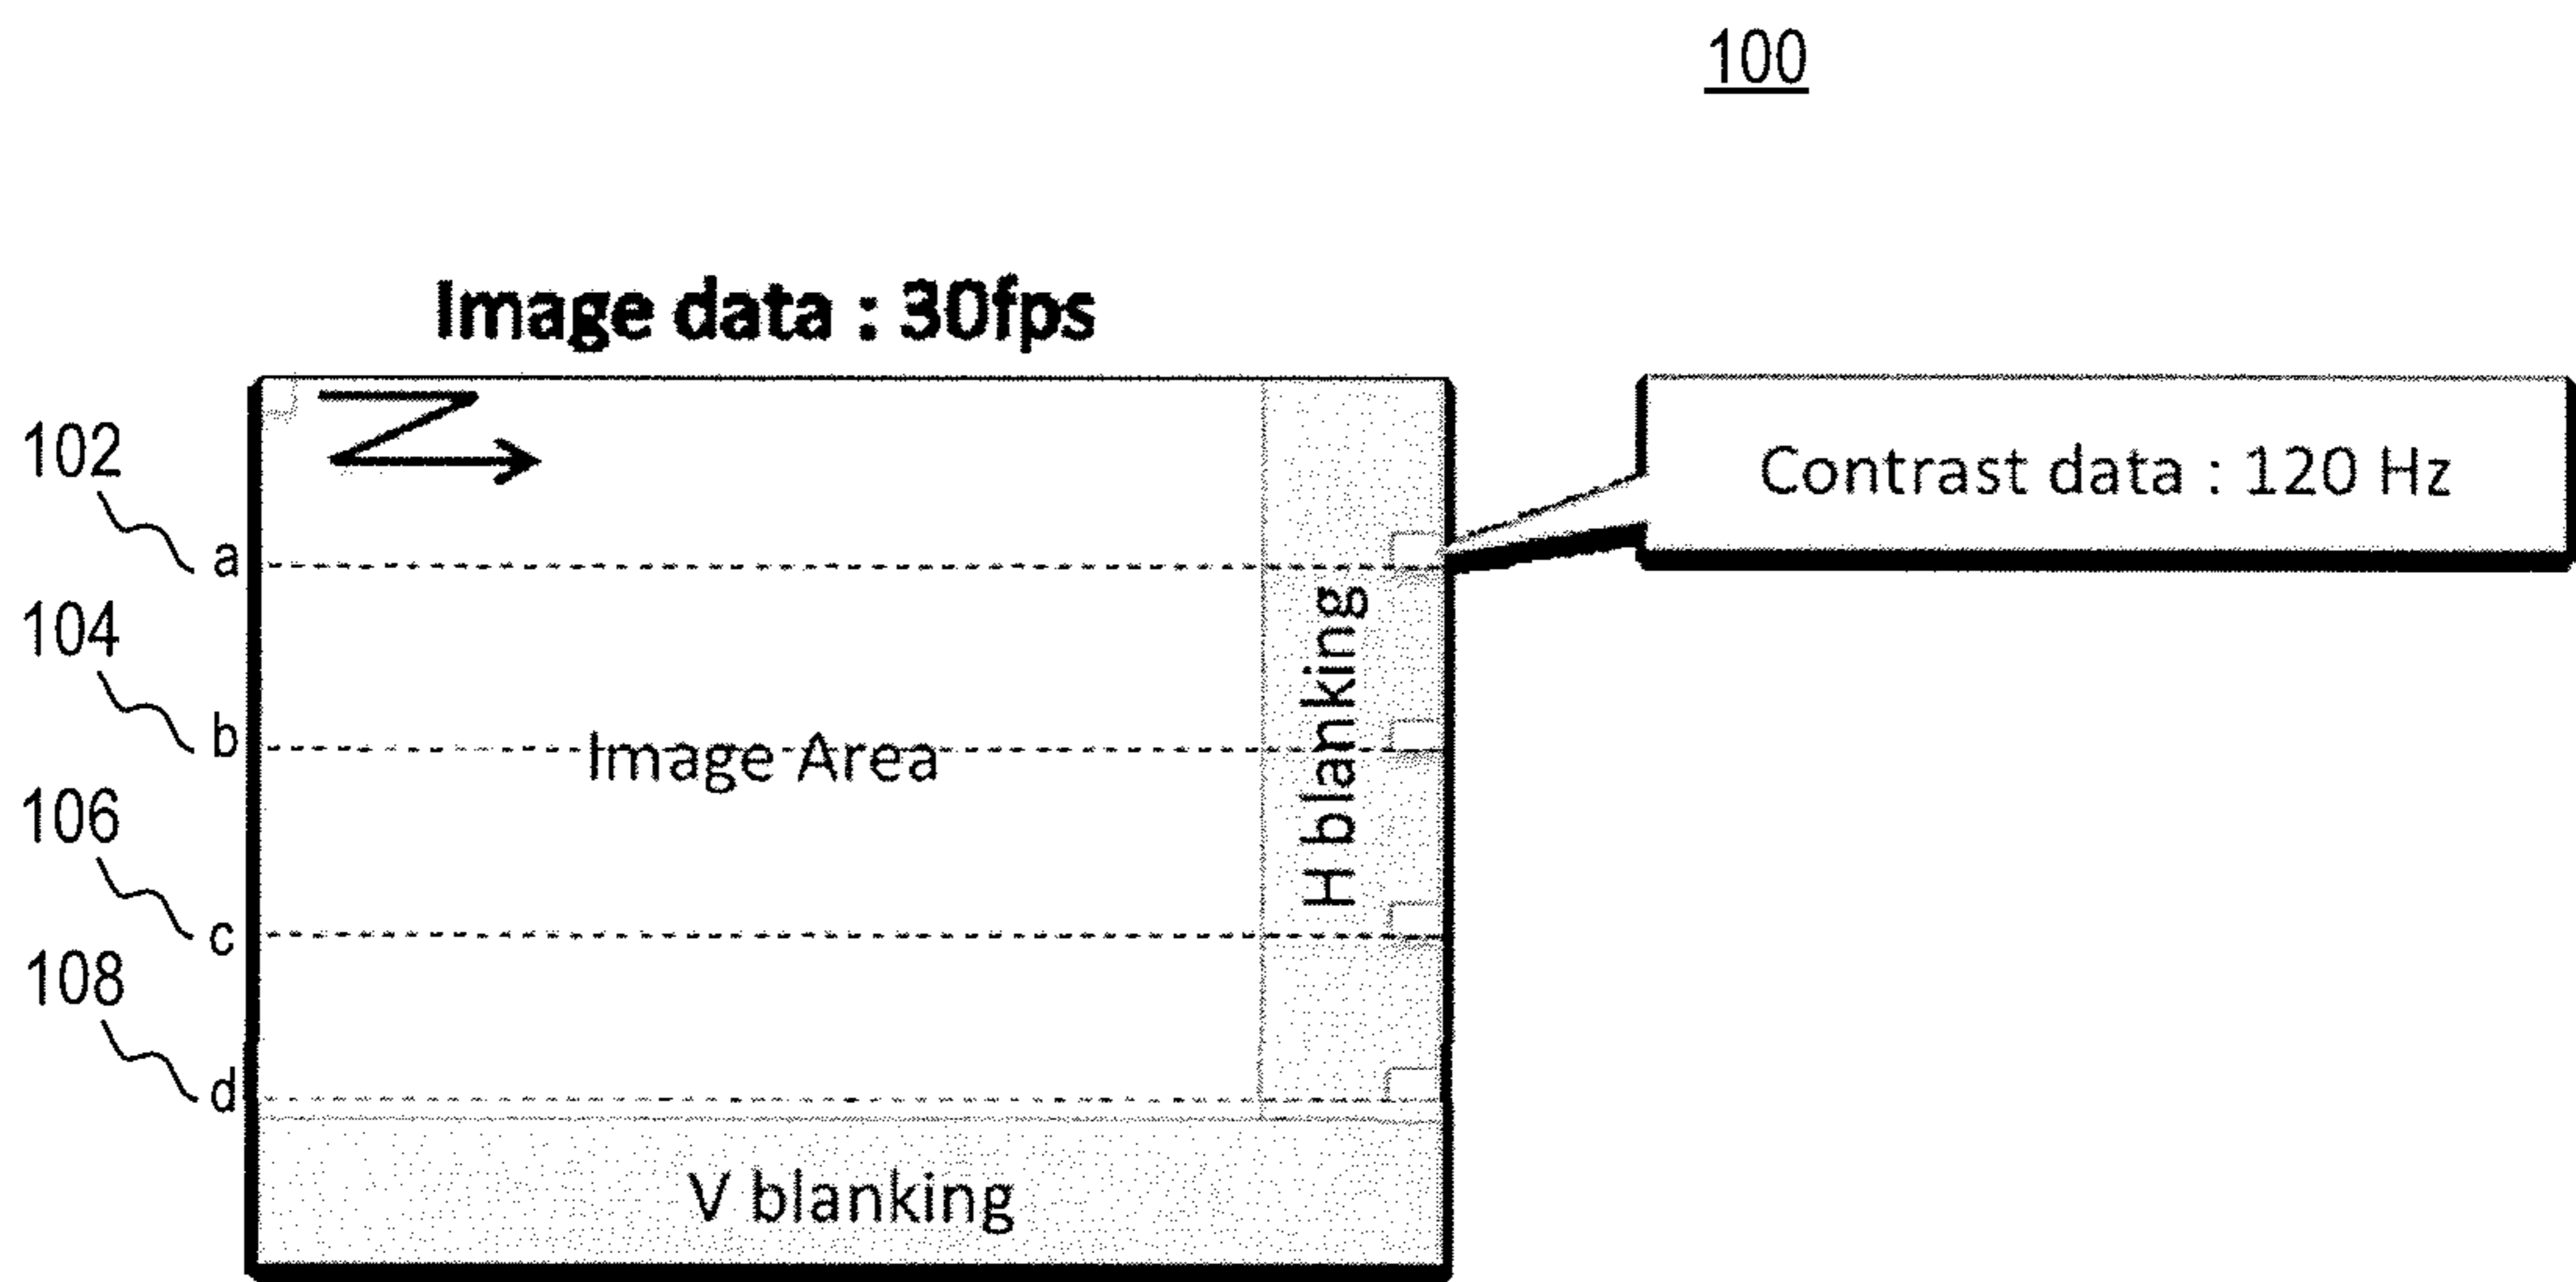 100
Image data : 30fps
Contrast data : 120 Hz
102
a
104
b
Image Area
H blanking
106
c
108
d
V blanking